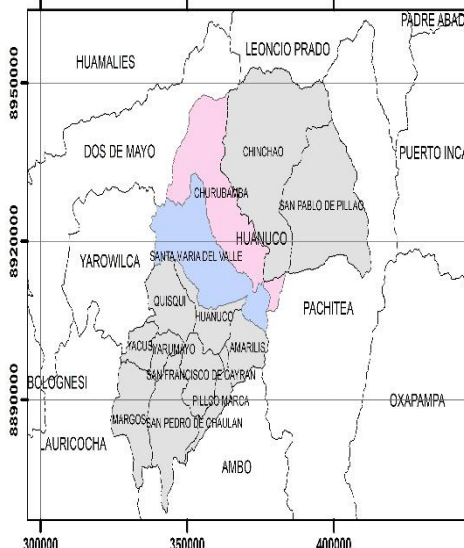 PADRE ABAD
LEONCIO PRADO
HUAMALIES
8950000
DOS DE MAYO
CHINCHAO
PUERTO INCA
CHURUBAMBA
SAN PABLO DE PILLAO
HUANUCO
8920000
YAROWILCA
SANTA MARIA DEL VALLE
QUISQUI
PACHITEA
HUANUCO
YACUS
YARUMAYO
AMARILIS
SAN FRANCISCO DE CAYRAN
BOLOGNESI
PILLCO MARCA
OXAPAMPA
8890000
MARGOS
SAN PEDRO DE CHAULAN
LAURICOCHA
AMBO
300000
350000
400000